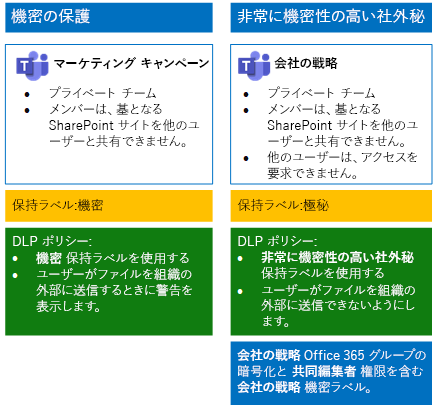 機密の保護
マーケティング キャンペーン
• プライベート チーム
• メンバーは、基となる
SharePoint サイトを他のユ
ーザーと共有できません。
保持ラベル:機密
DLP ポリシー:
• 機密 保持ラベルを使用する
• ユーザーがファイルを組織の
外部に送信するときに警告を
表示します。
非常に機密性の高い社外秘
会社の戦略
• プライベート チーム
• メンバーは、基となる
SharePoint サイトを他のユ
ーザーと共有できません。
• 他のユーザーは、アクセスを
要求できません。
保持ラベル:極秘
DLP ポリシー:
• 非常に機密性の高い社外秘
保持ラベルを使用する
• ユーザーがファイルを組織の
外部に送信できないようにし
ます。
会社の戦略 Office 365 グループの
暗号化と 共同編集者 権限を含む
会社の戦略 機密ラベル。